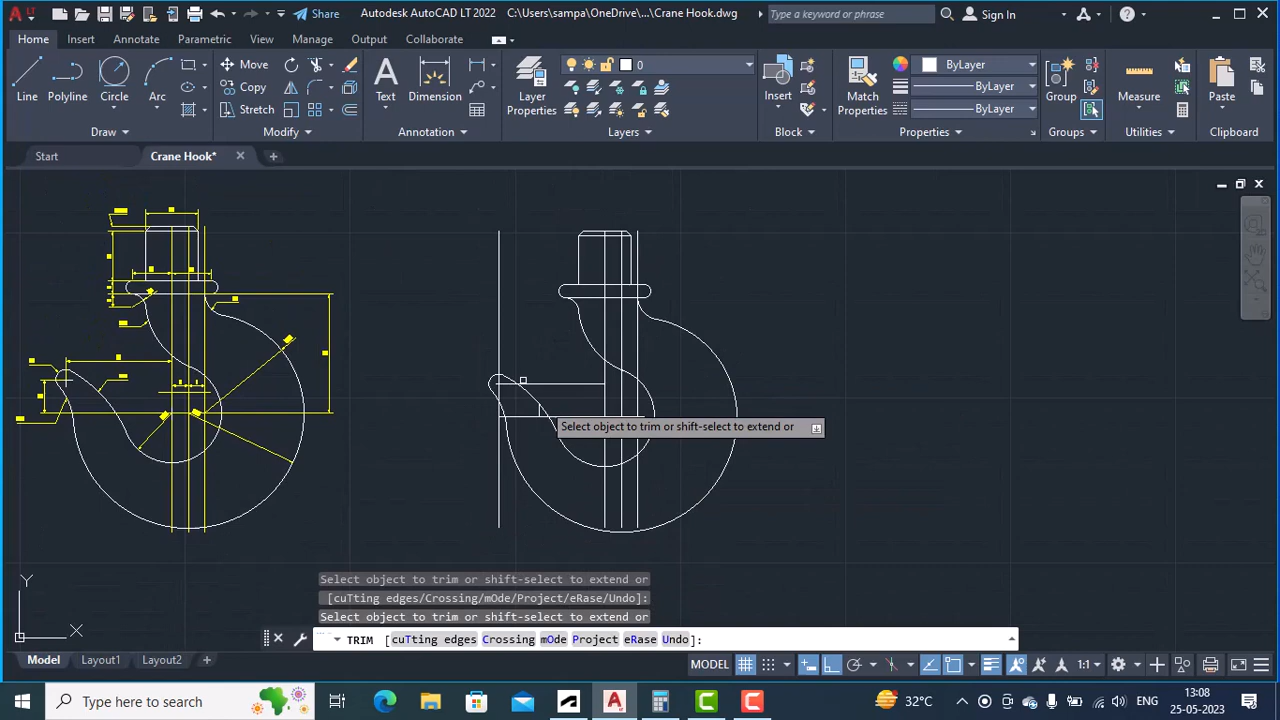 Share
Autodesk AutoCAD LT 2022
C:\Users\sampa\OneDrive\...\Crane Hook.dwg
Type a keyword or phrase
Sign In
Home
Insert
Annotate
Parametric
View
Manage
Output
Collaborate
Line
Polyline
Circle
Arc
Draw
Move
Copy
Stretch
Modify
Text
Dimension
Annotation
Layer
Properties
0
Layers
Insert
Block
Match
Properties
ByLayer
ByLayer
ByLayer
Properties
Group
Groups
Measure
Utilities
Paste
Clipboard
Start
Crane Hook*
Select object to trim or shift-select to extend or
Y
X
Select object to trim or shift-select to extend or
[cuTting edges/Crossing/mOde/Project/eRase/Undo]:
Select object to trim or shift-select to extend or
TRIM [cuTting edges Crossing mOde Project eRase Undo]:
Model
Layout1
Layout2
MODEL
1:1
Type here to search
32°C
ENG
13:08
25-05-2023